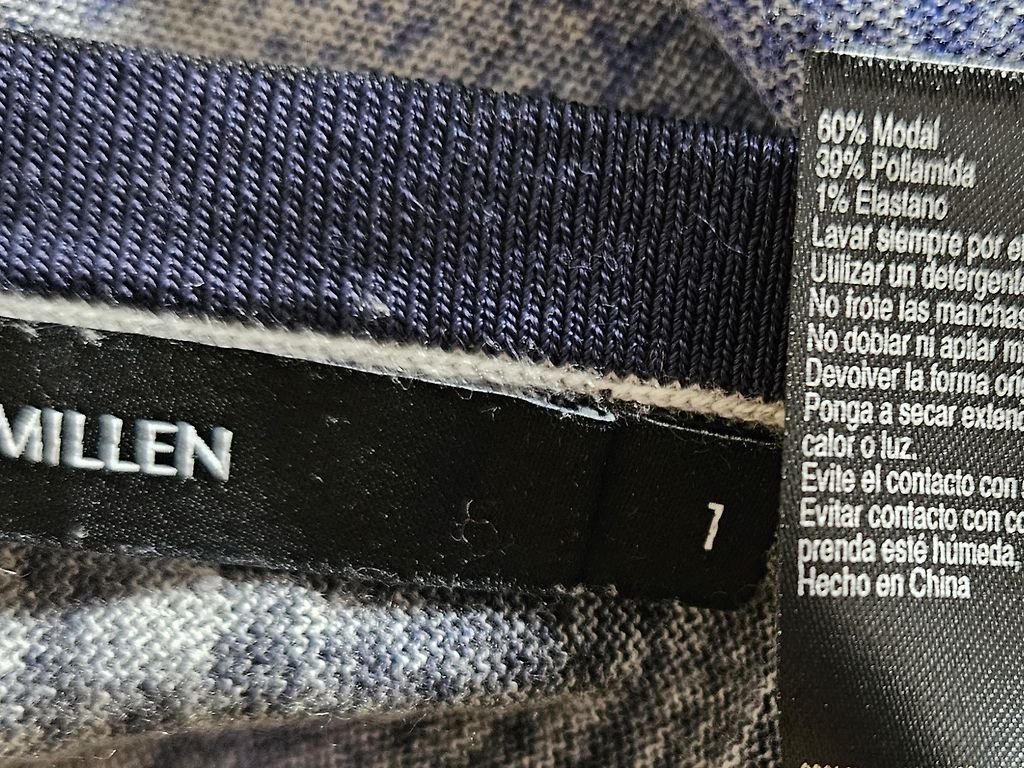 MILLEN
1
60% Modal
39% Poliamida
1% Elastano
Lavar siempre por el
Utilizar un detergente
No frote las manchas
No doblar ni apilar
Devolver la forma
Ponga a secar
calor o luz.
Evite el contacto con
Evitar contacto con
prenda esté húmeda,
Hecho en China